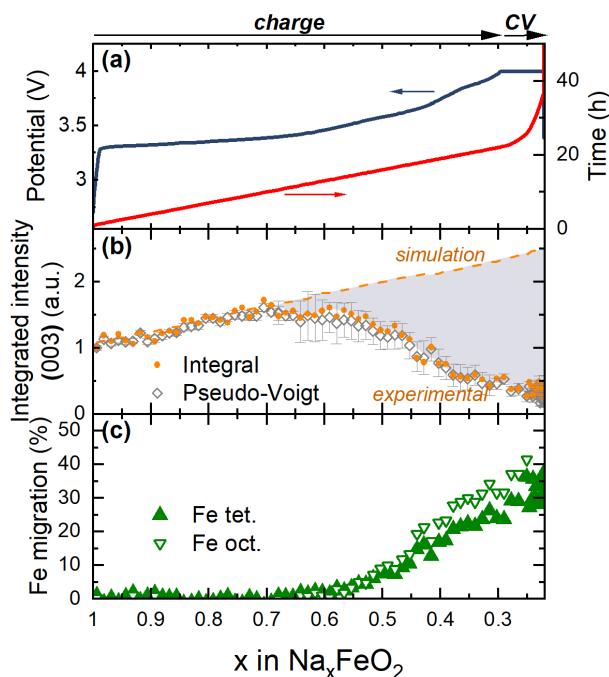 charge CV
(a)
4
3.5
3
Potential (V)
40
20
0
Time (h)
(b)
simulation
2
1
0
Integrated intensity
(003) (a.u.)
Integral
Pseudo-Voigt
experimental
(c)
50
40
30
20
10
0
Fe migration (%)
Fe tet.
Fe oct.
1 0.9 0.8 0.7 0.6 0.5 0.4 0.3
x in NaₓFeO₂